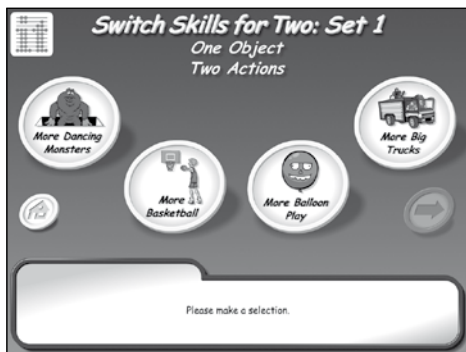 Switch Skills for Two: Set 1
One Object
Two Actions
More Dancing
Monsters
More Big
Trucks
More
Basketball
More Balloon
Play
Please make a selection.